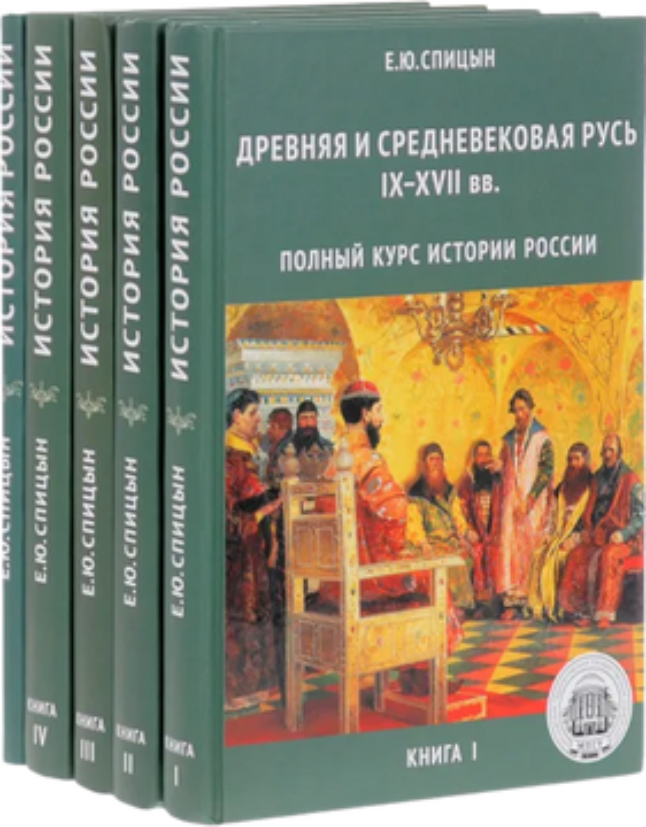 Е.Ю.СПИЦЫН
ДРЕВНЯЯ И СРЕДНЕВЕКОВАЯ РУСЬ
IX–XVII вв.
ПОЛНЫЙ КУРС ИСТОРИИ РОССИИ
КНИГА I
ИСТОРИЯ РОССИИ
Е.Ю.СПИЦЫН
ИСТОРИЯ РОССИИ
Е.Ю.СПИЦЫН
КНИГА IV
ИСТОРИЯ РОССИИ
Е.Ю.СПИЦЫН
КНИГА III
ИСТОРИЯ РОССИИ
Е.Ю.СПИЦЫН
КНИГА II
ИСТОРИЯ РОССИИ
Е.Ю.СПИЦЫН
КНИГА I